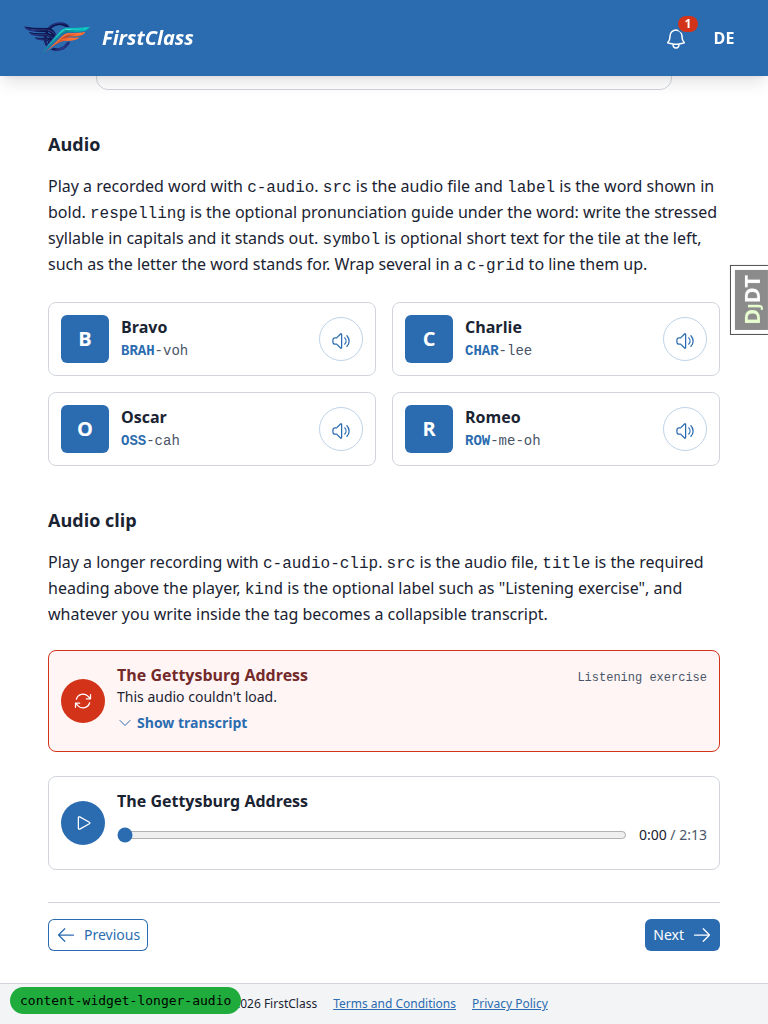 FirstClass
1
DE
Audio
Play a recorded word with c-audio. src is the audio file and label is the word shown in
bold. respelling is the optional pronunciation guide under the word: write the stressed
syllable in capitals and it stands out. symbol is optional short text for the tile at the left,
such as the letter the word stands for. Wrap several in a c-grid to line them up.
DJDT
B
Bravo
BRAH-voh
C
Charlie
CHAR-lee
O
Oscar
OSS-cah
R
Romeo
ROW-me-oh
Audio clip
Play a longer recording with c-audio-clip. src is the audio file, title is the required
heading above the player, kind is the optional label such as "Listening exercise", and
whatever you write inside the tag becomes a collapsible transcript.
The Gettysburg Address
Listening exercise
This audio couldn't load.
Show transcript
The Gettysburg Address
0:00 / 2:13
Previous
Next
content-widget-longer-audio
026 FirstClass
Terms and Conditions
Privacy Policy